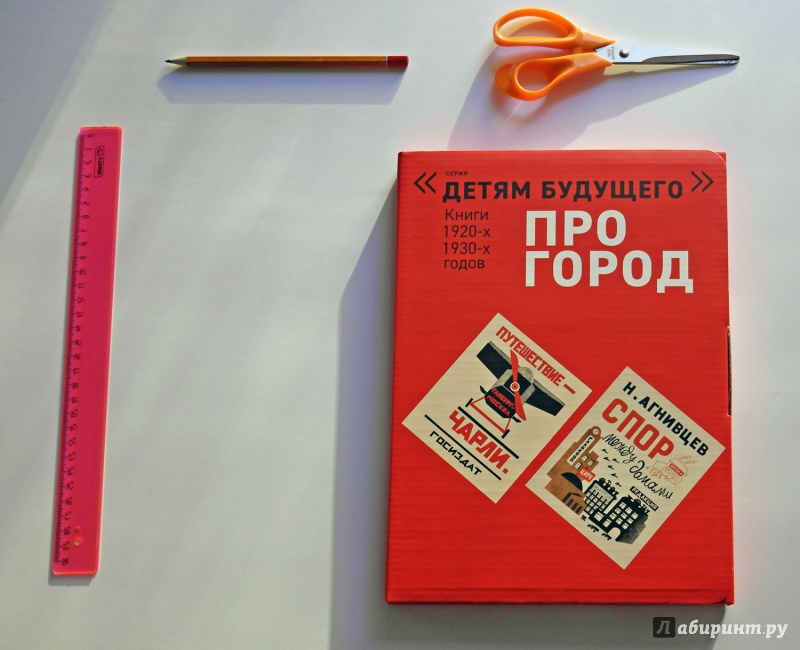 СЕРИЯ
« ДЕТЯМ БУДУЩЕГО »
Книги
1920-х
1930-х
годов
ПРО
ГОРОД
ПУТЕШЕСТВИЕ —
ЧАРЛИ.
ГОСИЗДАТ
Н. АГНИВЦЕВ
СПОР
между
домами
Лабиринт.ру